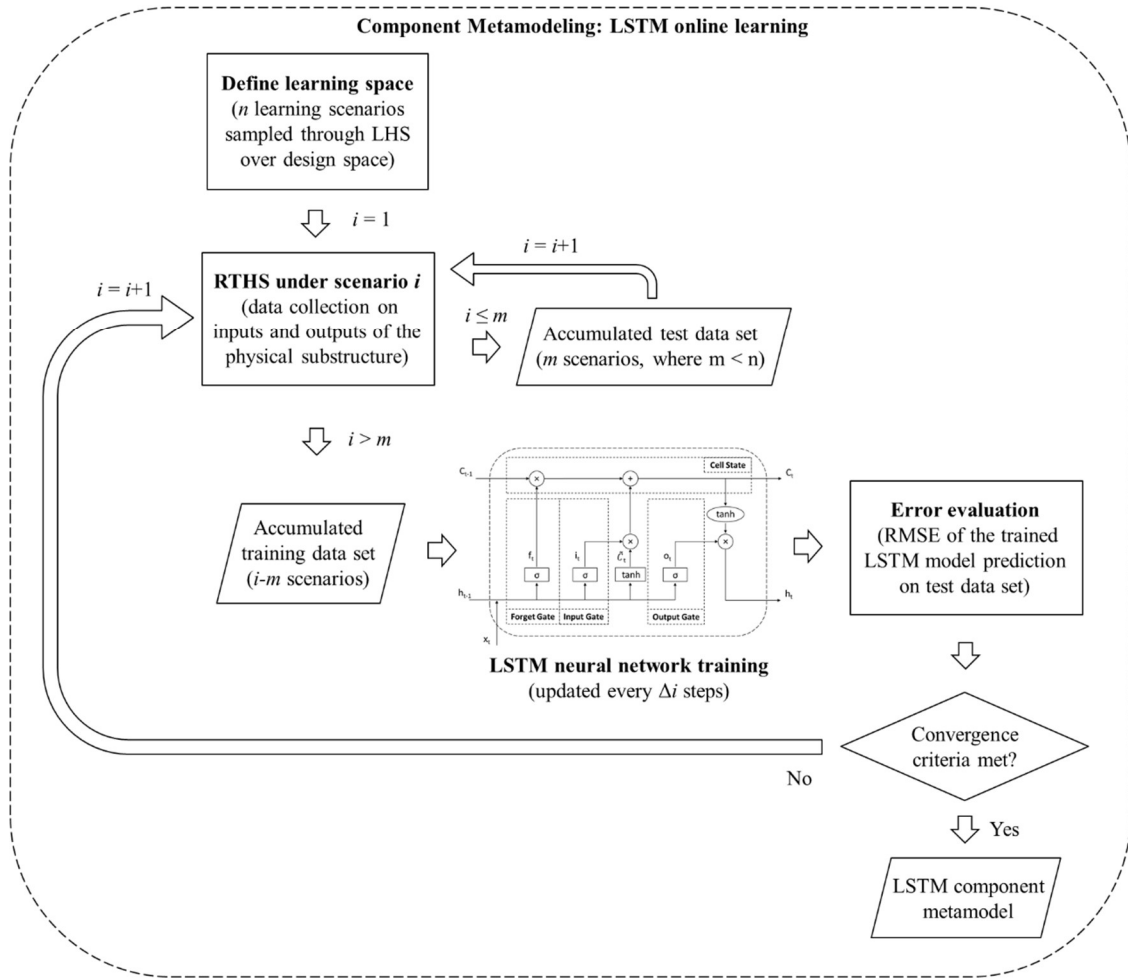 Component Metamodeling: LSTM online learning
Define learning space
(n learning scenarios
sampled through LHS
over design space)
i = 1
i = i+1
i = i+1
RTHS under scenario i
(data collection on
inputs and outputs of the
physical substructure)
i ≤ m
Accumulated test data set
(m scenarios, where m < n)
i > m
Accumulated
training data set
(i-m scenarios)
Cell State
C_{t-1}
×
+
C_t
tanh
f_t
i_t
C̃_t
×
o_t
×
σ
σ
tanh
σ
h_{t-1}
h_t
Forget Gate
Input Gate
Output Gate
x_t
LSTM neural network training
(updated every Δi steps)
Error evaluation
(RMSE of the trained
LSTM model prediction
on test data set)
Convergence
criteria met?
No
Yes
LSTM component
metamodel